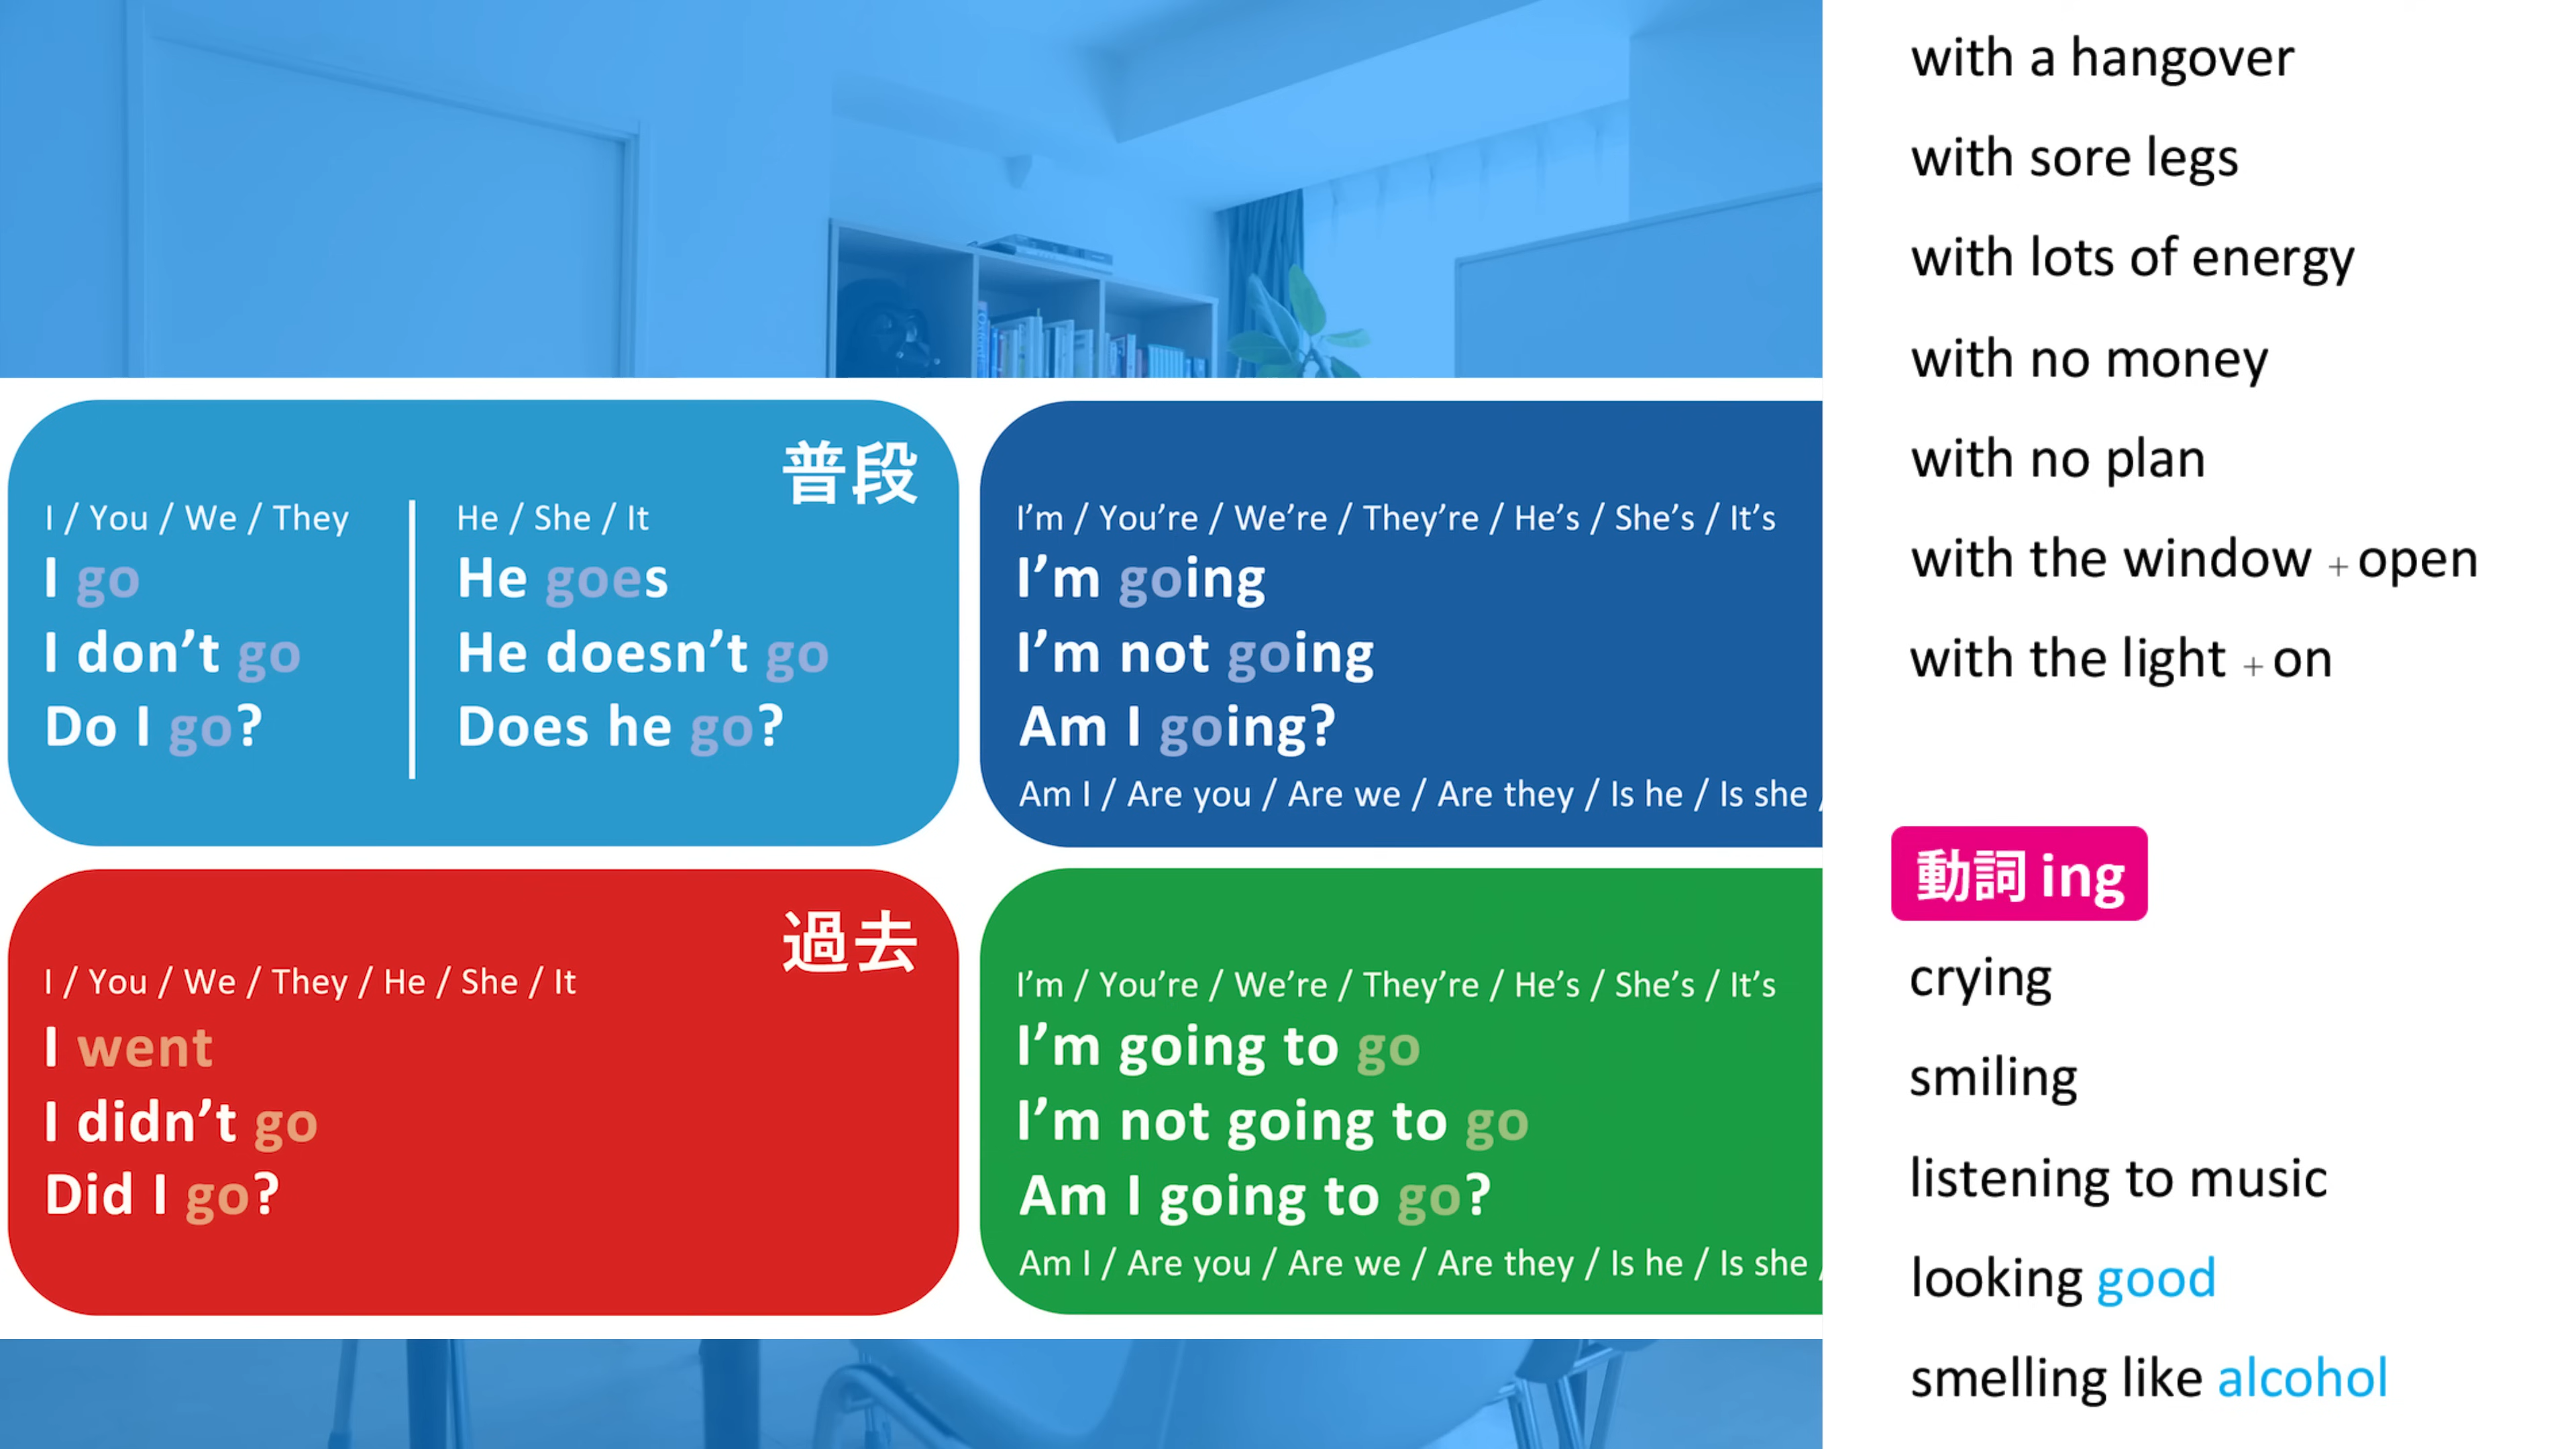 普段
I / You / We / They
I go
I don't go
Do I go?
He / She / It
He goes
He doesn't go
Does he go?
I'm / You're / We're / They're / He's / She's / It's
I'm going
I'm not going
Am I going?
Am I / Are you / Are we / Are they / Is he / Is she /
過去
I / You / We / They / He / She / It
I went
I didn't go
Did I go?
I'm / You're / We're / They're / He's / She's / It's
I'm going to go
I'm not going to go
Am I going to go?
Am I / Are you / Are we / Are they / Is he / Is she /
with a hangover
with sore legs
with lots of energy
with no money
with no plan
with the window + open
with the light + on
動詞 ing
crying
smiling
listening to music
looking good
smelling like alcohol